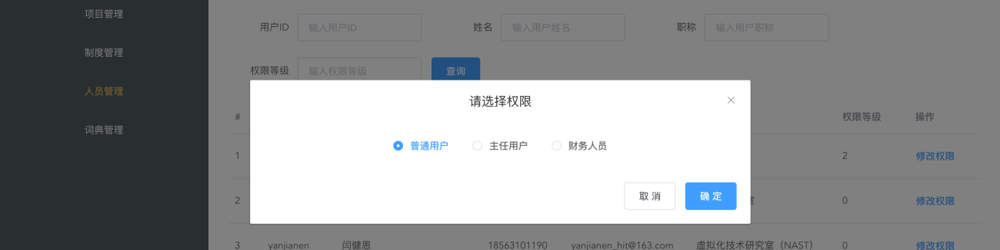 项目管理
制度管理
人员管理
词典管理
用户ID 输入用户ID 姓名 输入用户姓名 职称 输入用户职称
权限等级 输入权限等级 查询
请选择权限
普通用户 主任用户 财务人员
取消 确定
# 权限等级 操作
1 2 修改权限
2 0 修改权限
3 yanjianen 闫健恩 18563101190 yanjianen_hit@163.com 虚拟化技术研究室（NAST） 0 修改权限